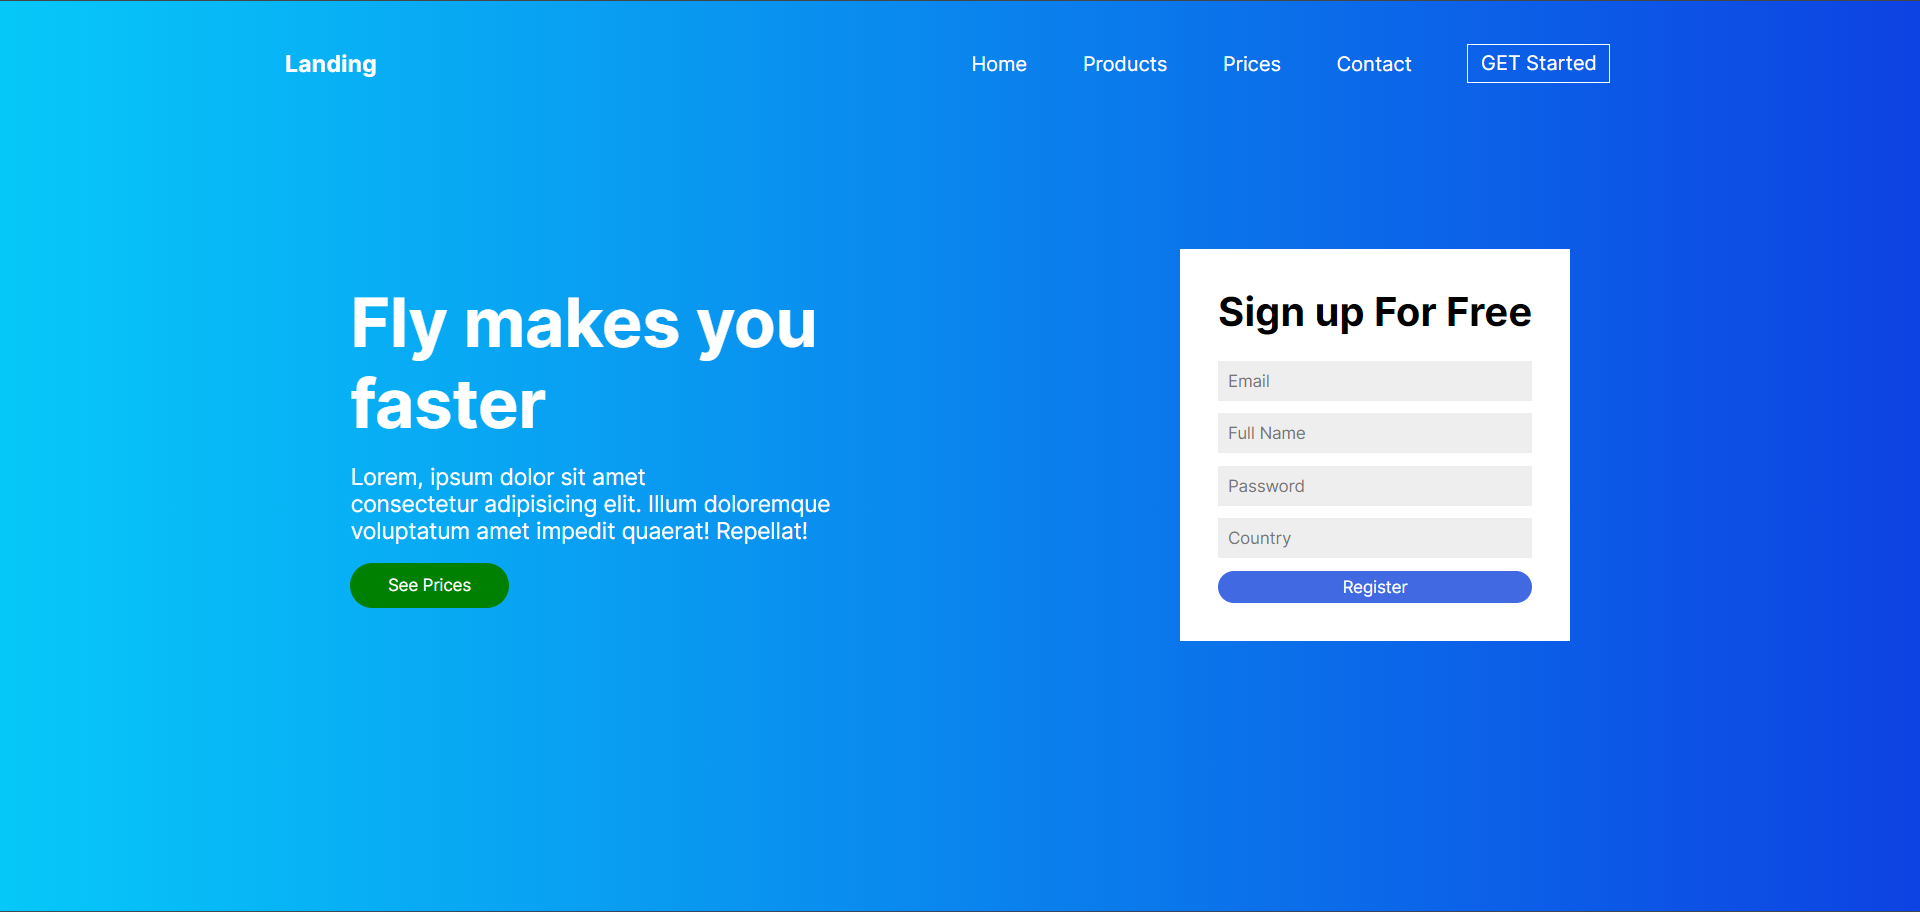 Landing
Home
Products
Prices
Contact
GET Started
Fly makes you
faster
Lorem, ipsum dolor sit amet
consectetur adipisicing elit. Illum doloremque
voluptatum amet impedit quaerat! Repellat!
See Prices
Sign up For Free
Email
Full Name
Password
Country
Register